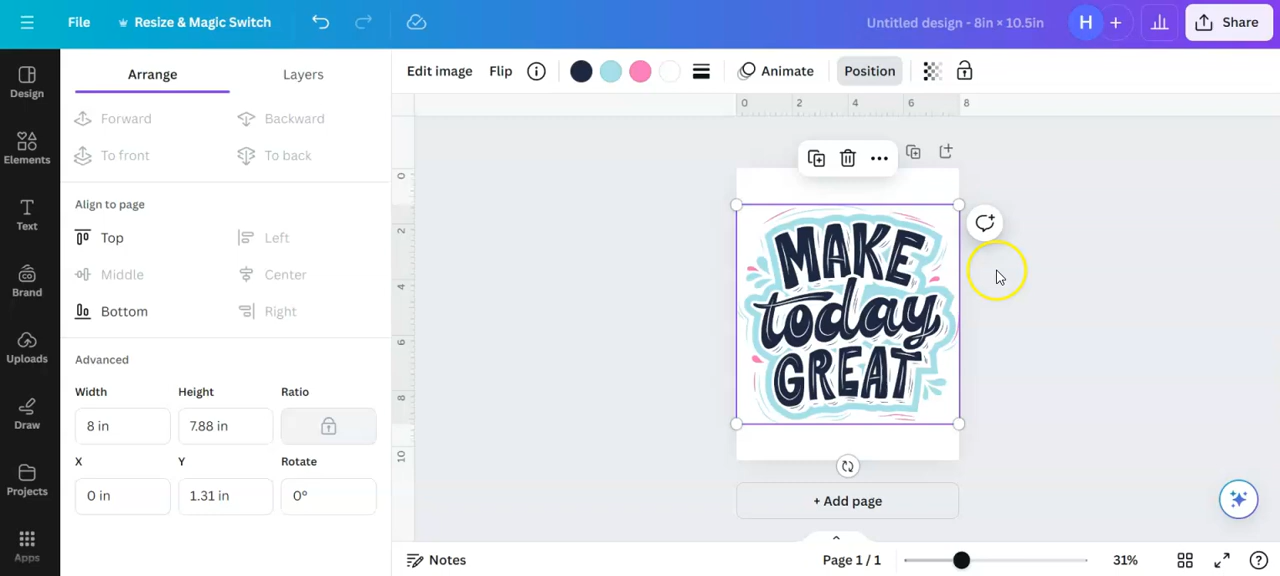 File
Resize & Magic Switch
Untitled design - 8in × 10.5in
H
+
Share
Design
Elements
Text
Brand
Uploads
Draw
Projects
Apps
Arrange
Layers
Forward
Backward
To front
To back
Align to page
Top
Left
Middle
Center
Bottom
Right
Advanced
Width
Height
Ratio
8 in
7.88 in
X
Y
Rotate
0 in
1.31 in
0°
Edit image
Flip
Animate
Position
0 2 4 6 8
0
2
4
6
8
10
MAKE
today
GREAT
+ Add page
Notes
Page 1 / 1
31%